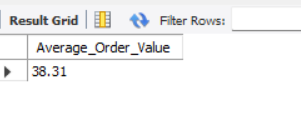 Result Grid Filter Rows:
Average_Order_Value
38.31